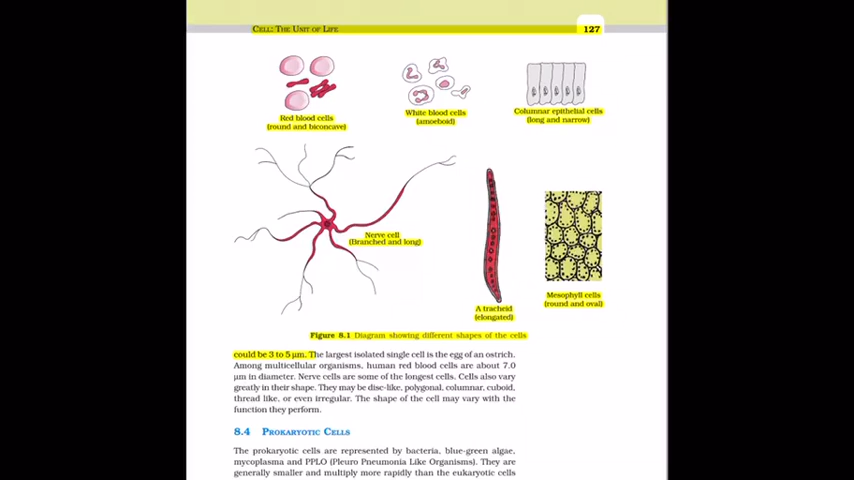 CELL: THE UNIT OF LIFE
127
Red blood cells
(round and biconcave)
White blood cells
(amoeboid)
Columnar epithelial cells
(long and narrow)
Nerve cell
(Branched and long)
A tracheid
(elongated)
Mesophyll cells
(round and oval)
Figure 8.1 Diagram showing different shapes of the cells
could be 3 to 5 µm. The largest isolated single cell is the egg of an ostrich.
Among multicellular organisms, human red blood cells are about 7.0
µm in diameter. Nerve cells are some of the longest cells. Cells also vary
greatly in their shape. They may be disc-like, polygonal, columnar, cuboid,
thread like, or even irregular. The shape of the cell may vary with the
function they perform.
8.4 PROKARYOTIC CELLS
The prokaryotic cells are represented by bacteria, blue-green algae,
mycoplasma and PPLO (Pleuro Pneumonia Like Organisms). They are
generally smaller and multiply more rapidly than the eukaryotic cells